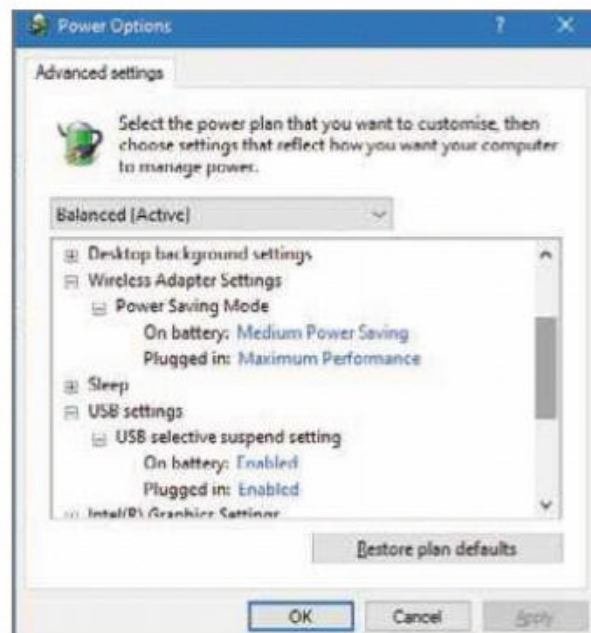 Power Options
Advanced settings
Select the power plan that you want to customise, then
choose settings that reflect how you want your computer
to manage power.
Balanced [Active]
Desktop background settings
Wireless Adapter Settings
Power Saving Mode
On battery: Medium Power Saving
Plugged in: Maximum Performance
Sleep
USB settings
USB selective suspend setting
On battery: Enabled
Plugged in: Enabled
Intel(R) Graphics Settings
Restore plan defaults
OK Cancel Apply